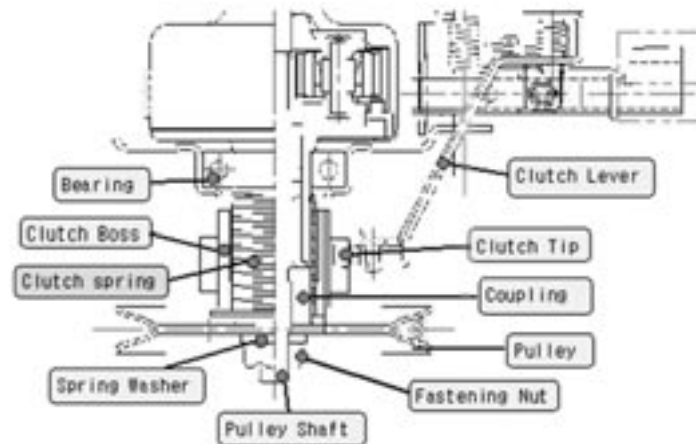 Bearing
Clutch Lever
Clutch Boss
Clutch Tip
Clutch spring
Coupling
Pulley
Spring Washer
Fastening Nut
Pulley Shaft